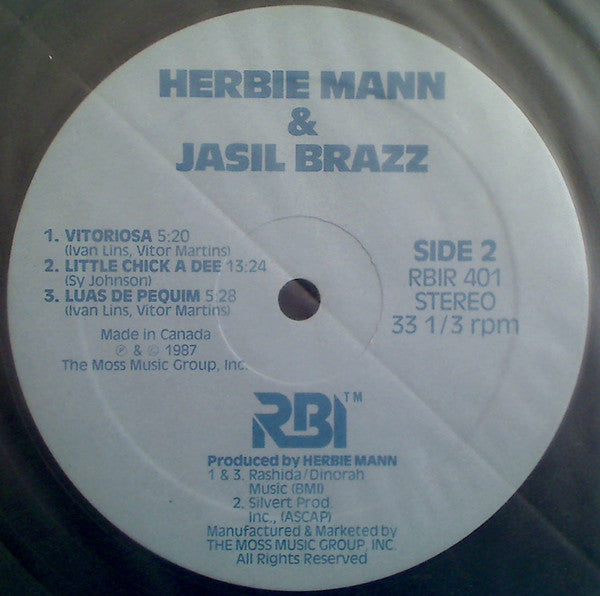 HERBIE MANN
&
JASIL BRAZZ
1. VITORIOSA 5:20
(Ivan Lins, Vitor Martins)
2. LITTLE CHICK A DEE 13:24
(Sy Johnson)
3. LUAS DE PEQUIM 5:28
(Ivan Lins, Vitor Martins)
Made in Canada
℗ & © 1987
The Moss Music Group, Inc.
SIDE 2
RBIR 401
STEREO
33 1/3 rpm
RBI™
Produced by HERBIE MANN
1 & 3. Rashida/Dinorah
Music (BMI)
2. Silvert Prod.
Inc., (ASCAP)
Manufactured & Marketed by
THE MOSS MUSIC GROUP, INC.
All Rights Reserved